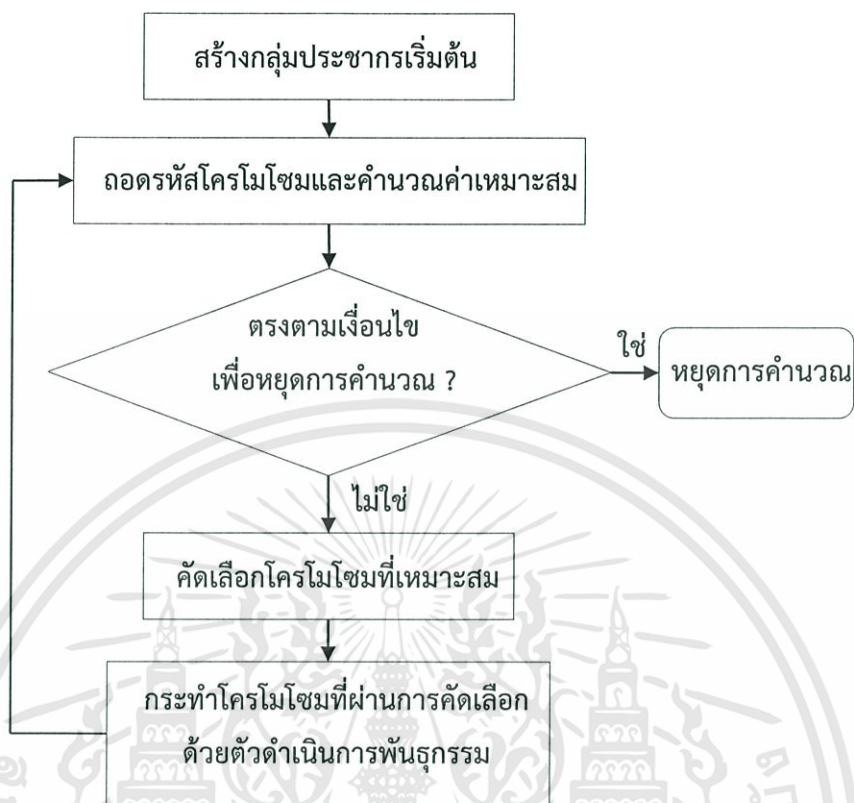 สร้างกลุ่มประชากรเริ่มต้น
ถอดรหัสโครโมโซมและคำนวณค่าเหมาะสม
ตรงตามเงื่อนไข
เพื่อหยุดการคำนวณ ?
ใช่
หยุดการคำนวณ
ไม่ใช่
คัดเลือกโครโมโซมที่เหมาะสม
กระทำโครโมโซมที่ผ่านการคัดเลือก
ด้วยตัวดำเนินการพันธุกรรม